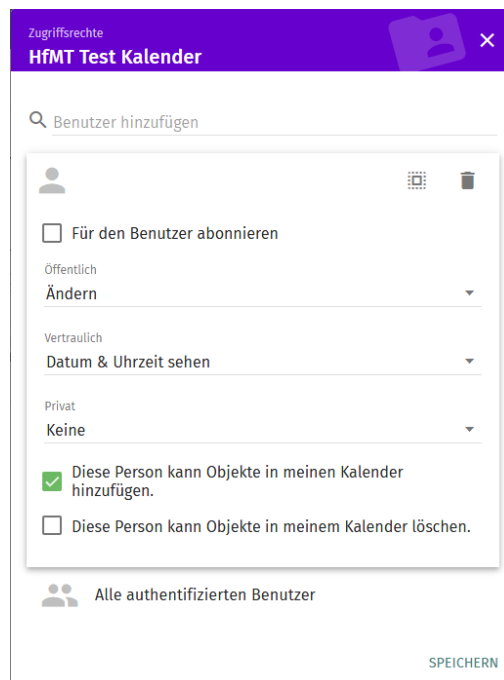 Zugriffsrechte
HfMT Test Kalender
Benutzer hinzufügen
Für den Benutzer abonnieren
Öffentlich
Ändern
Vertraulich
Datum & Uhrzeit sehen
Privat
Keine
Diese Person kann Objekte in meinen Kalender
hinzufügen.
Diese Person kann Objekte in meinem Kalender löschen.
Alle authentifizierten Benutzer
SPEICHERN